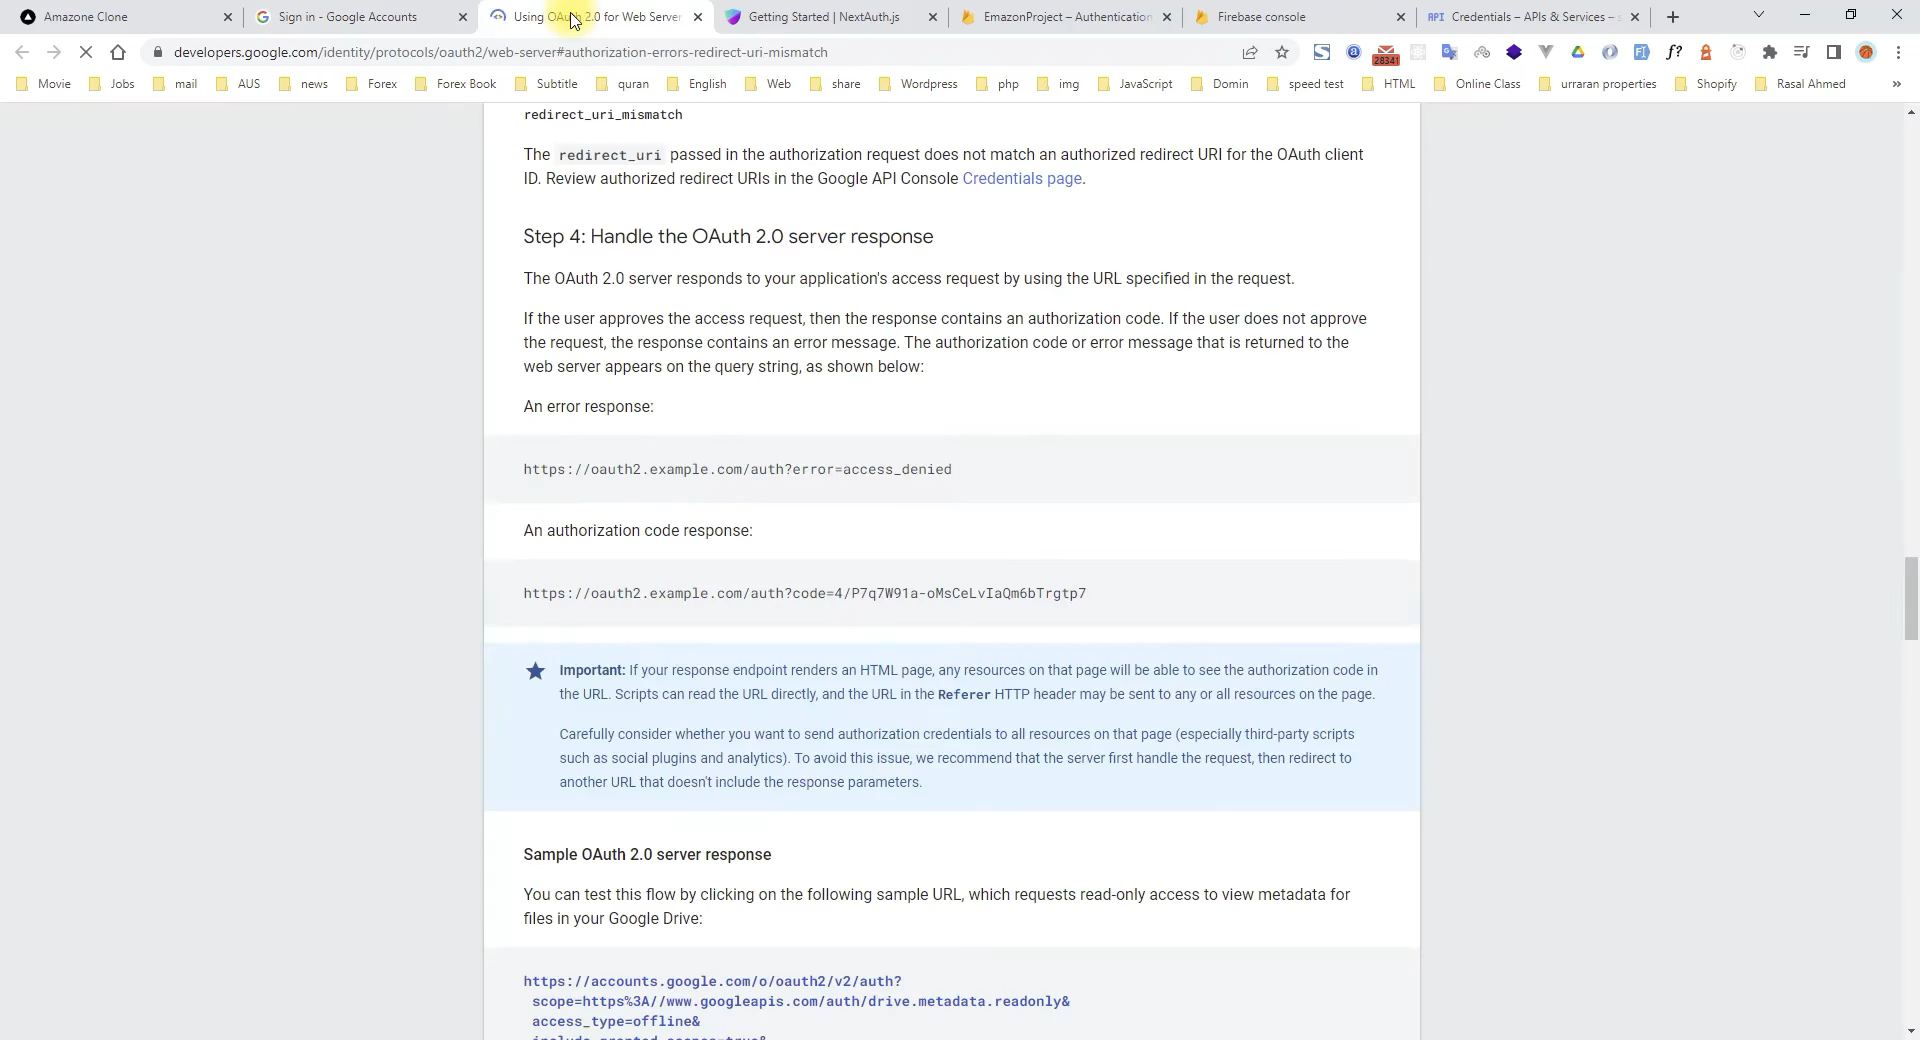 Amazone Clone
Sign in - Google Accounts
Using OAuth 2.0 for Web Server
Getting Started | NextAuth.js
EmazonProject – Authentication
Firebase console
API Credentials – APIs & Services – s
developers.google.com/identity/protocols/oauth2/web-server#authorization-errors-redirect-uri-mismatch
28341
f?
Movie
Jobs
mail
AUS
news
Forex
Forex Book
Subtitle
quran
English
Web
share
Wordpress
php
img
JavaScript
Domin
speed test
HTML
Online Class
urraran properties
Shopify
Rasal Ahmed
»
redirect_uri_mismatch
The redirect_uri passed in the authorization request does not match an authorized redirect URI for the OAuth client
ID. Review authorized redirect URIs in the Google API Console Credentials page.
Step 4: Handle the OAuth 2.0 server response
The OAuth 2.0 server responds to your application's access request by using the URL specified in the request.
If the user approves the access request, then the response contains an authorization code. If the user does not approve
the request, the response contains an error message. The authorization code or error message that is returned to the
web server appears on the query string, as shown below:
An error response:
https://oauth2.example.com/auth?error=access_denied
An authorization code response:
https://oauth2.example.com/auth?code=4/P7q7W91a-oMsCeLvIaQm6bTrgtp7
Important: If your response endpoint renders an HTML page, any resources on that page will be able to see the authorization code in
the URL. Scripts can read the URL directly, and the URL in the Referer HTTP header may be sent to any or all resources on the page.
Carefully consider whether you want to send authorization credentials to all resources on that page (especially third-party scripts
such as social plugins and analytics). To avoid this issue, we recommend that the server first handle the request, then redirect to
another URL that doesn't include the response parameters.
Sample OAuth 2.0 server response
You can test this flow by clicking on the following sample URL, which requests read-only access to view metadata for
files in your Google Drive:
https://accounts.google.com/o/oauth2/v2/auth?
scope=https%3A//www.googleapis.com/auth/drive.metadata.readonly&
access_type=offline&
include_granted_scopes=true&